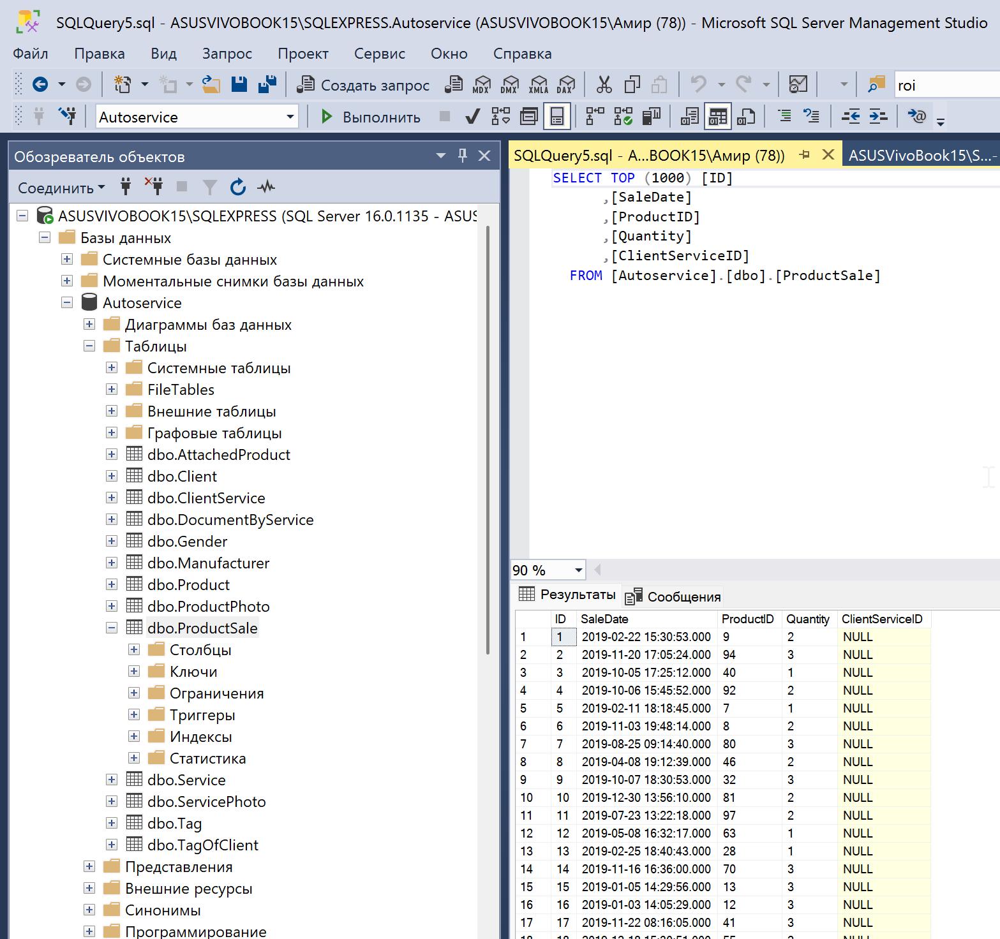 SQLQuery5.sql - ASUSVIVOBOOK15\SQLEXPRESS.Autoservice (ASUSVIVOBOOK15\Амир (78)) - Microsoft SQL Server Management Studio
Файл Правка Вид Запрос Проект Сервис Окно Справка
Создать запрос MDX DMX XMLA DAX roi
Autoservice Выполнить
Обозреватель объектов
Соединить
ASUSVIVOBOOK15\SQLEXPRESS (SQL Server 16.0.1135 - ASUS
Базы данных
Системные базы данных
Моментальные снимки базы данных
Autoservice
Диаграммы баз данных
Таблицы
Системные таблицы
FileTables
Внешние таблицы
Графовые таблицы
dbo.AttachedProduct
dbo.Client
dbo.ClientService
dbo.DocumentByService
dbo.Gender
dbo.Manufacturer
dbo.Product
dbo.ProductPhoto
dbo.ProductSale
Столбцы
Ключи
Ограничения
Триггеры
Индексы
Статистика
dbo.Service
dbo.ServicePhoto
dbo.Tag
dbo.TagOfClient
Представления
Внешние ресурсы
Синонимы
Программирование
SQLQuery5.sql - A...BOOK15\Амир (78)) ASUSVivoBook15\S...-
SELECT TOP (1000) [ID]
,[SaleDate]
,[ProductID]
,[Quantity]
,[ClientServiceID]
FROM [Autoservice].[dbo].[ProductSale]
90 %
Результаты Сообщения
ID SaleDate ProductID Quantity ClientServiceID
1 1 2019-02-22 15:30:53.000 9 2 NULL
2 2 2019-11-20 17:05:24.000 94 3 NULL
3 3 2019-10-05 17:25:12.000 40 1 NULL
4 4 2019-10-06 15:45:52.000 92 2 NULL
5 5 2019-02-11 18:18:45.000 7 1 NULL
6 6 2019-11-03 19:48:14.000 8 2 NULL
7 7 2019-08-25 09:14:40.000 80 3 NULL
8 8 2019-04-08 19:12:39.000 46 2 NULL
9 9 2019-10-07 18:30:53.000 32 3 NULL
10 10 2019-12-30 13:56:10.000 81 2 NULL
11 11 2019-07-23 13:22:18.000 97 2 NULL
12 12 2019-05-08 16:32:17.000 63 1 NULL
13 13 2019-02-25 18:40:43.000 28 1 NULL
14 14 2019-11-16 16:36:00.000 70 3 NULL
15 15 2019-01-05 14:29:56.000 13 3 NULL
16 16 2019-01-03 14:05:29.000 12 3 NULL
17 17 2019-11-22 08:16:05.000 41 3 NULL